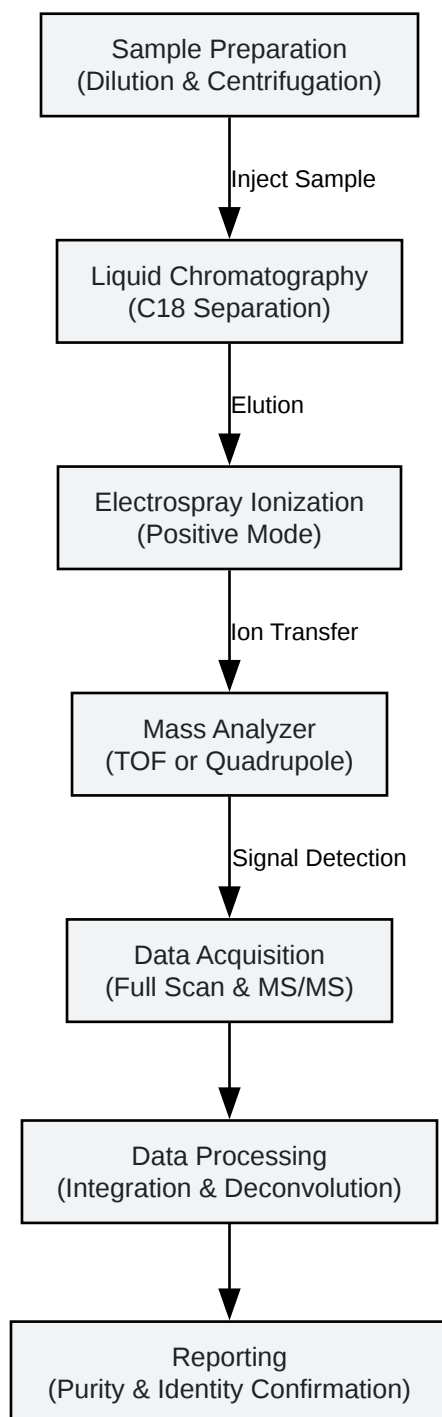 Sample Preparation
(Dilution & Centrifugation)
Inject Sample
Liquid Chromatography
(C18 Separation)
Elution
Electrospray Ionization
(Positive Mode)
Ion Transfer
Mass Analyzer
(TOF or Quadrupole)
Signal Detection
Data Acquisition
(Full Scan & MS/MS)
Data Processing
(Integration & Deconvolution)
Reporting
(Purity & Identity Confirmation)